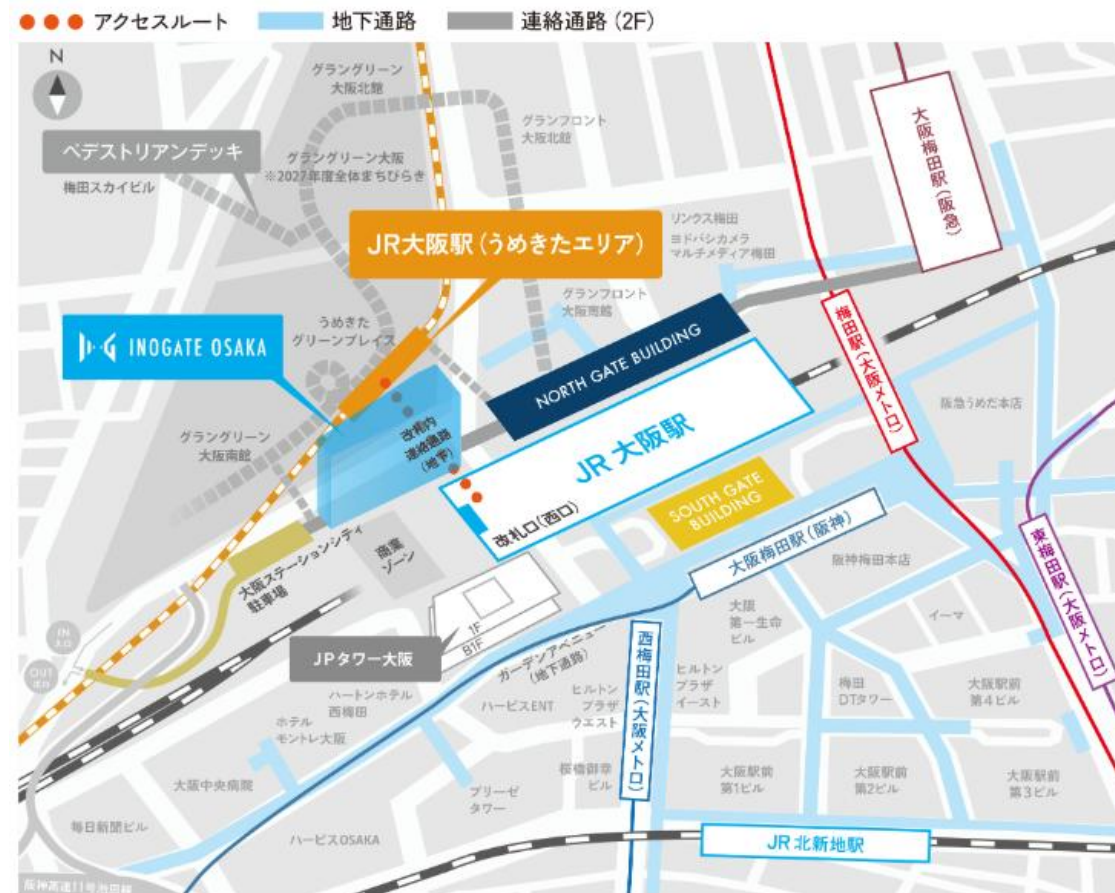 アクセスルート
地下通路
連絡通路（2F）
N
グラングリーン
大阪北館
グランフロント
大阪北館
ペデストリアンデッキ
梅田スカイビル
グラングリーン大阪
※2027年度全体まちびらき
大阪梅田駅（阪急）
JR大阪駅（うめきたエリア）
リンクス梅田
ヨドバシカメラ
マルチメディア梅田
グランフロント
大阪南館
うめきた
グリーンプレイス
INOGATE OSAKA
NORTH GATE BUILDING
梅田駅（大阪メトロ）
阪急うめだ本店
グラングリーン
大阪南館
改札内
連絡通路
（地下）
JR 大阪駅
改札口（西口）
SOUTH GATE
BUILDING
大阪梅田駅（阪神）
阪神梅田本店
東梅田駅（大阪メトロ）
大阪ステーションシティ
駐車場
商業
ゾーン
IN
入口
OUT
出口
1F
B1F
JPタワー大阪
ガーデンアベニュー
（地下通路）
大阪
第一生命
ビル
イーマ
西梅田駅（大阪メトロ）
ハートンホテル
西梅田
ハービスENT
ヒルトン
プラザ
ウエスト
ヒルトン
プラザ
イースト
梅田
DTタワー
大阪駅前
第4ビル
ホテル
モントレ大阪
大阪中央病院
ブリーゼ
タワー
桜橋御幸
ビル
大阪駅前
第1ビル
大阪駅前
第2ビル
大阪駅前
第3ビル
毎日新聞ビル
ハービスOSAKA
JR 北新地駅
阪神高速11号池田線